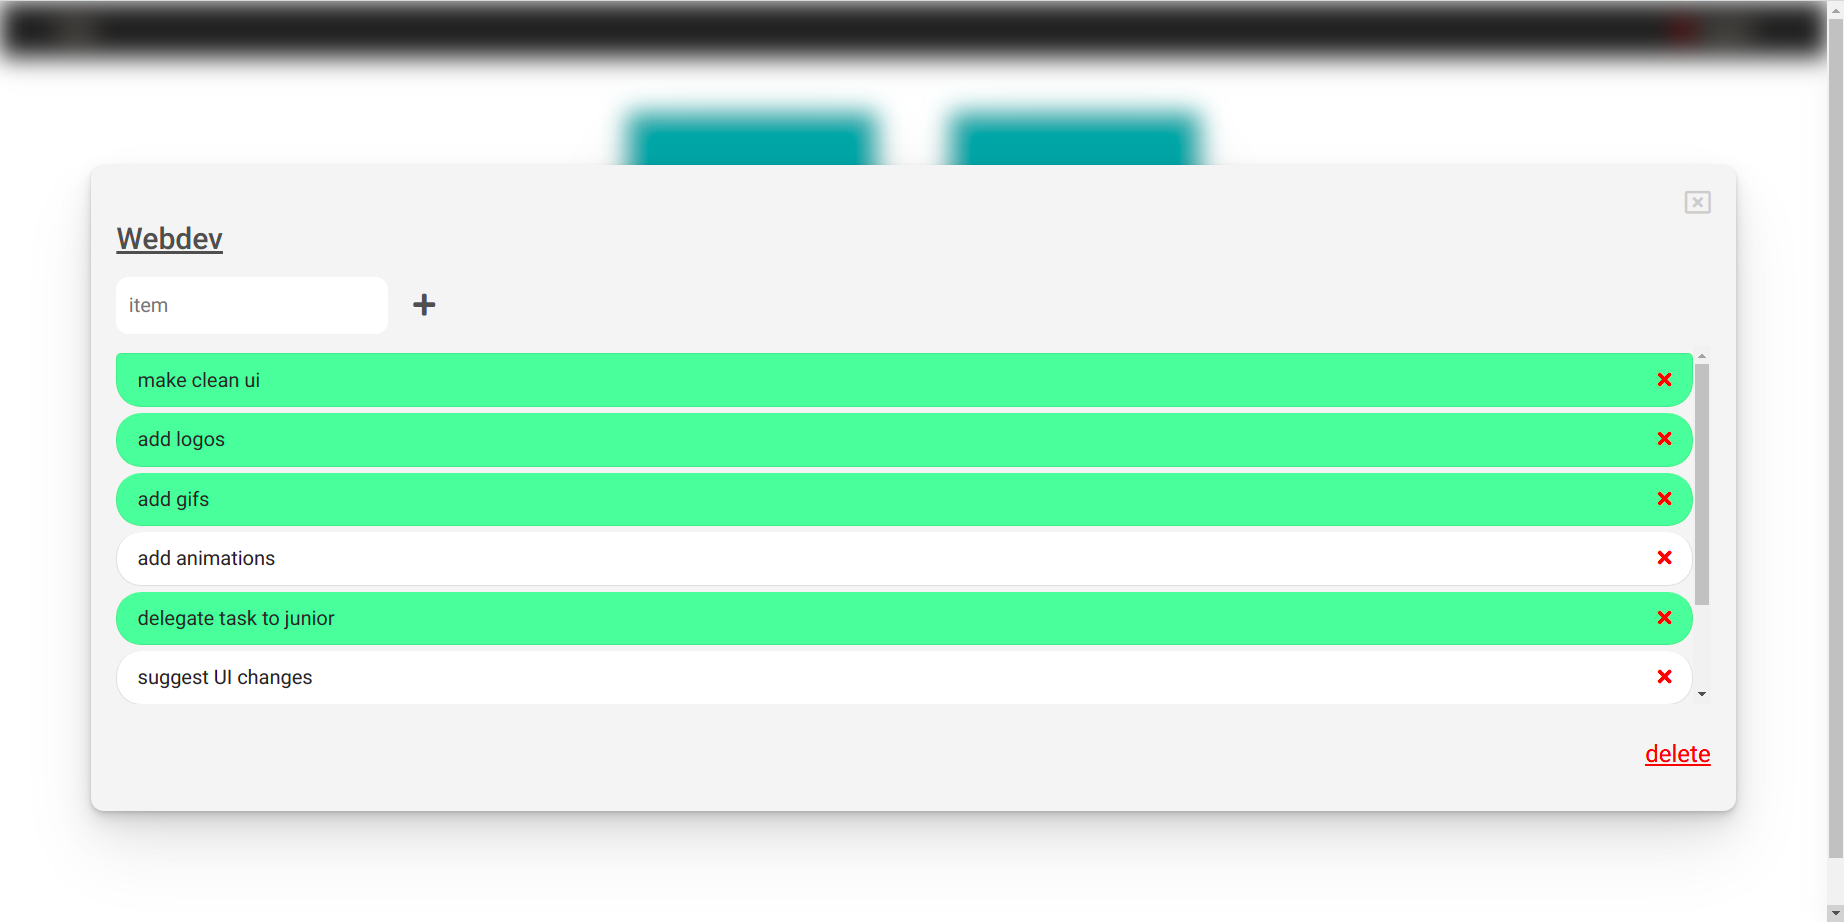 Webdev
item
make clean ui
add logos
add gifs
add animations
delegate task to junior
suggest UI changes
delete